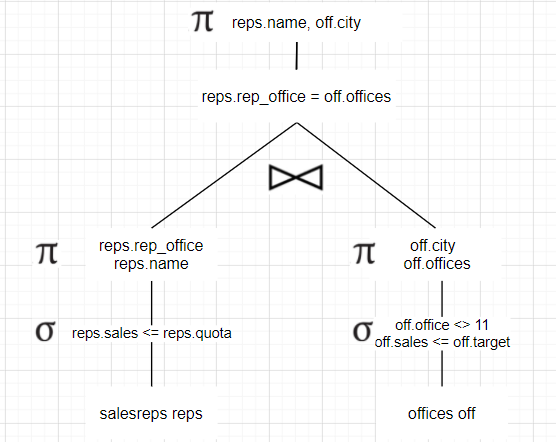 π reps.name, off.city
reps.rep_office = off.offices
⋈
π reps.rep_office
reps.name
π off.city
off.offices
σ reps.sales <= reps.quota
σ off.office <> 11
off.sales <= off.target
salesreps reps
offices off